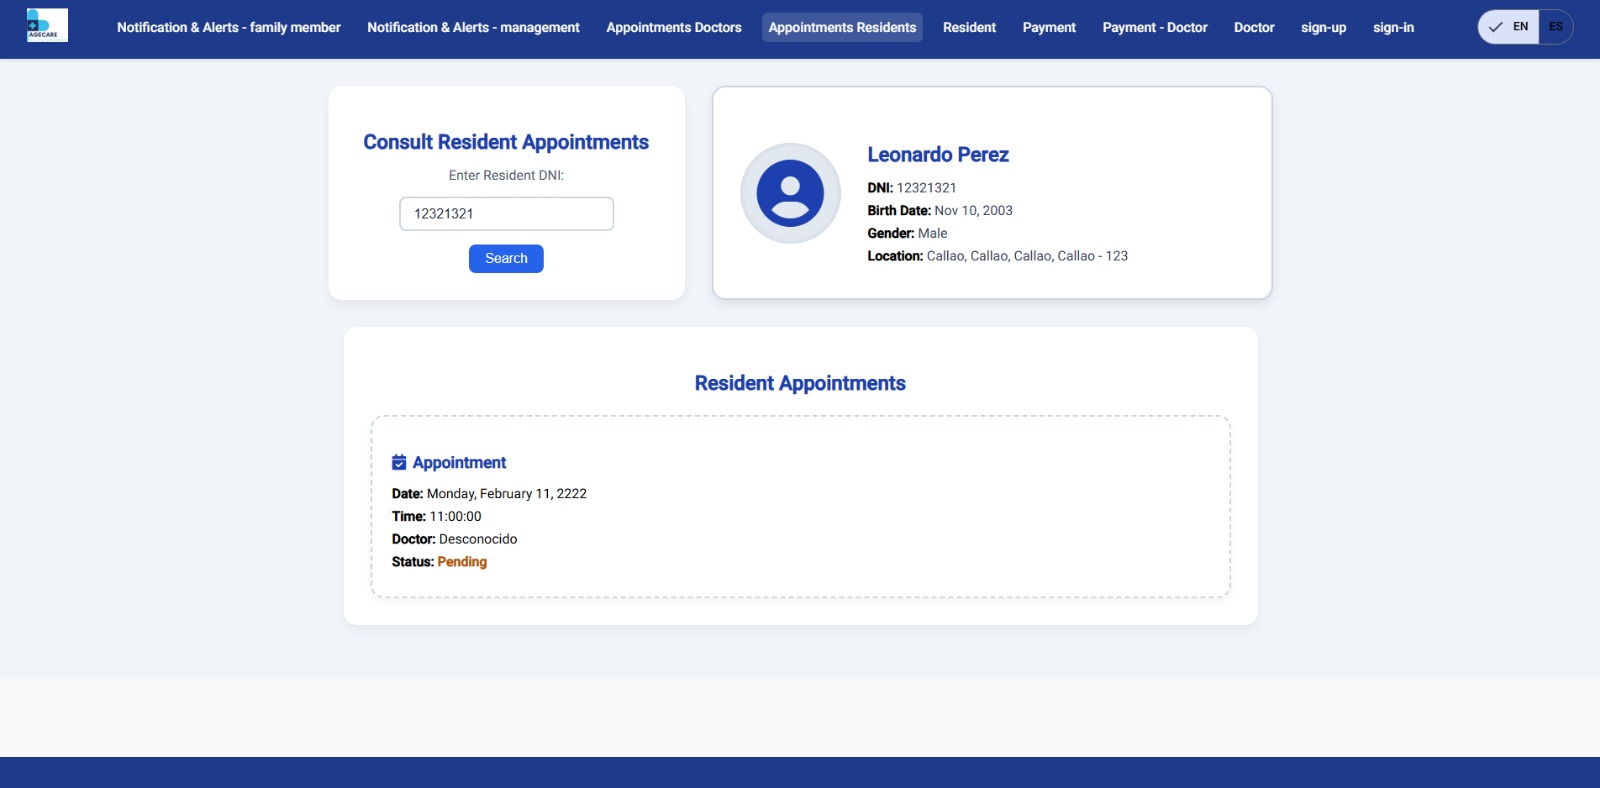 AGECARE
Notification & Alerts - family member
Notification & Alerts - management
Appointments Doctors
Appointments Residents
Resident
Payment
Payment - Doctor
Doctor
sign-up
sign-in
EN
ES
Consult Resident Appointments
Enter Resident DNI:
12321321
Search
Leonardo Perez
DNI: 12321321
Birth Date: Nov 10, 2003
Gender: Male
Location: Callao, Callao, Callao, Callao - 123
Resident Appointments
Appointment
Date: Monday, February 11, 2222
Time: 11:00:00
Doctor: Desconocido
Status: Pending